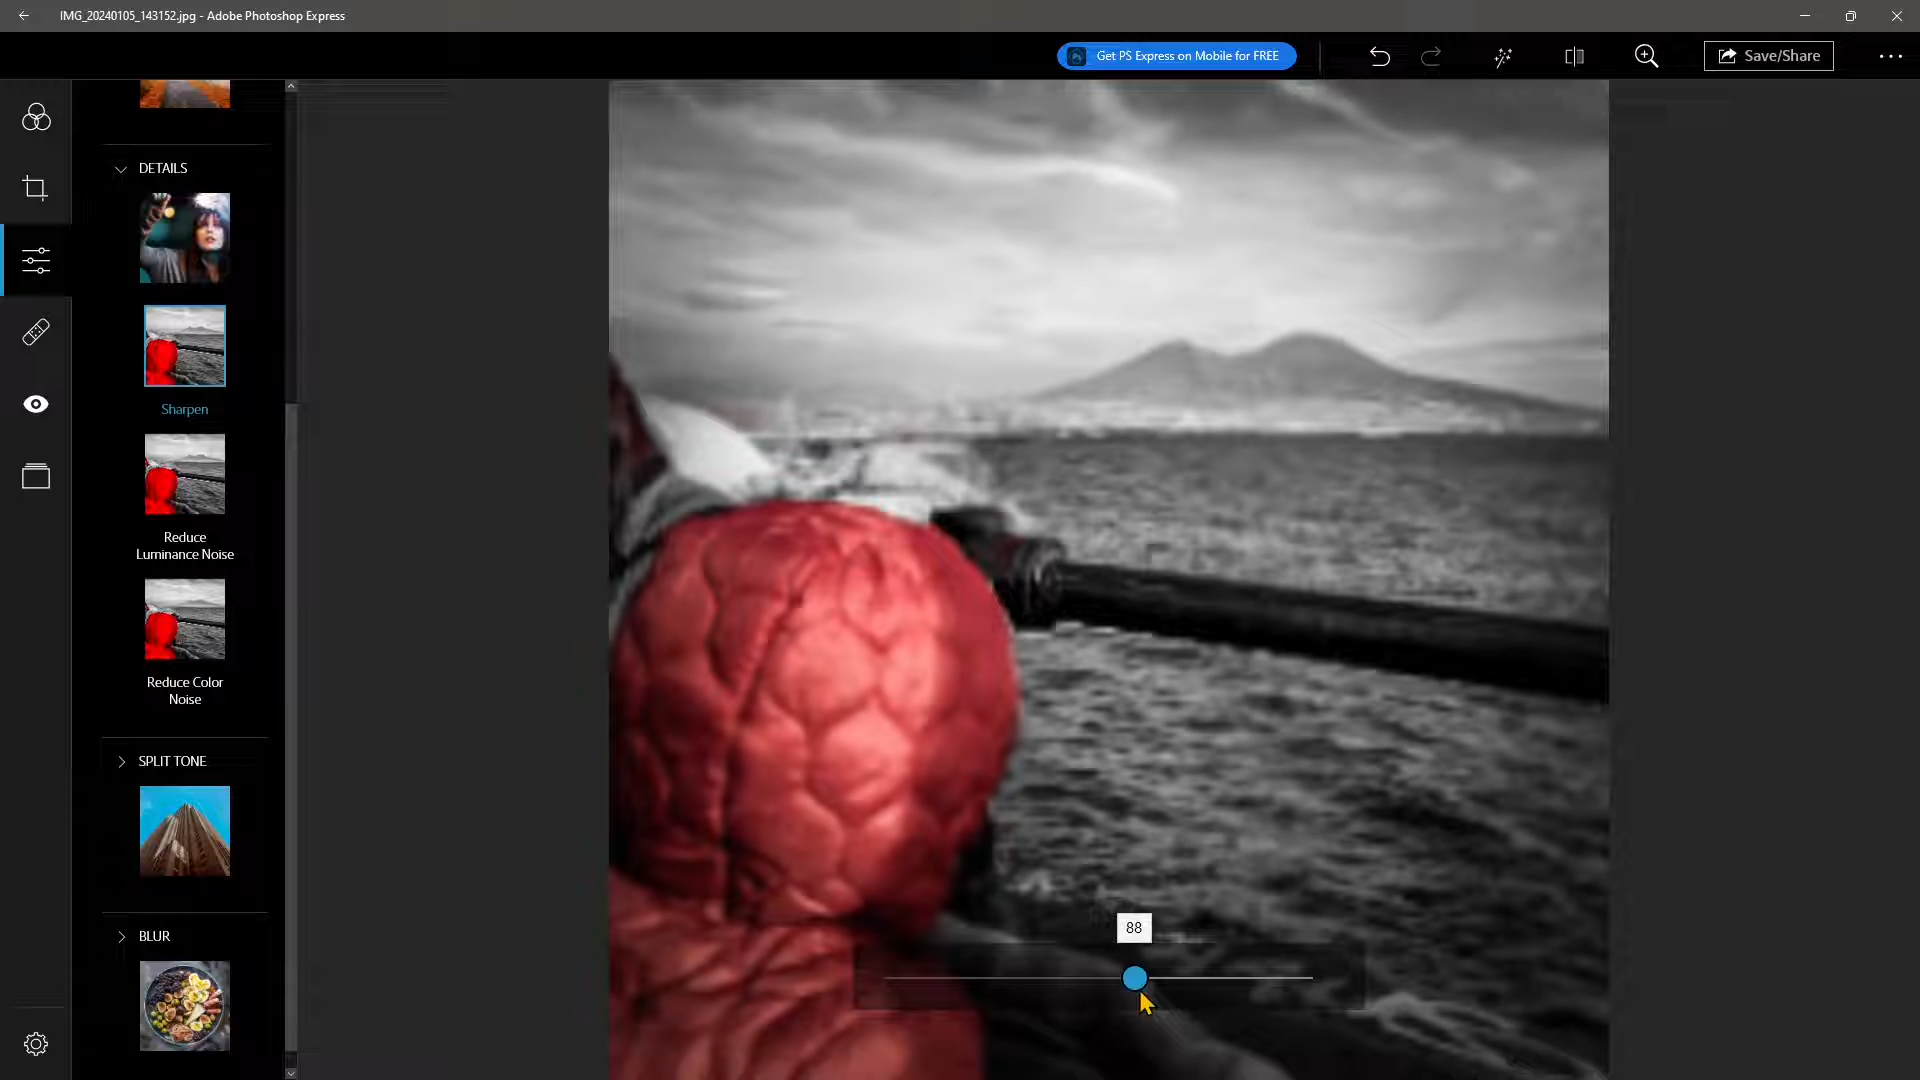 IMG_20240105_143152.jpg - Adobe Photoshop Express
Get PS Express on Mobile for FREE
Save/Share
DETAILS
Sharpen
Reduce
Luminance Noise
Reduce Color
Noise
SPLIT TONE
BLUR
88